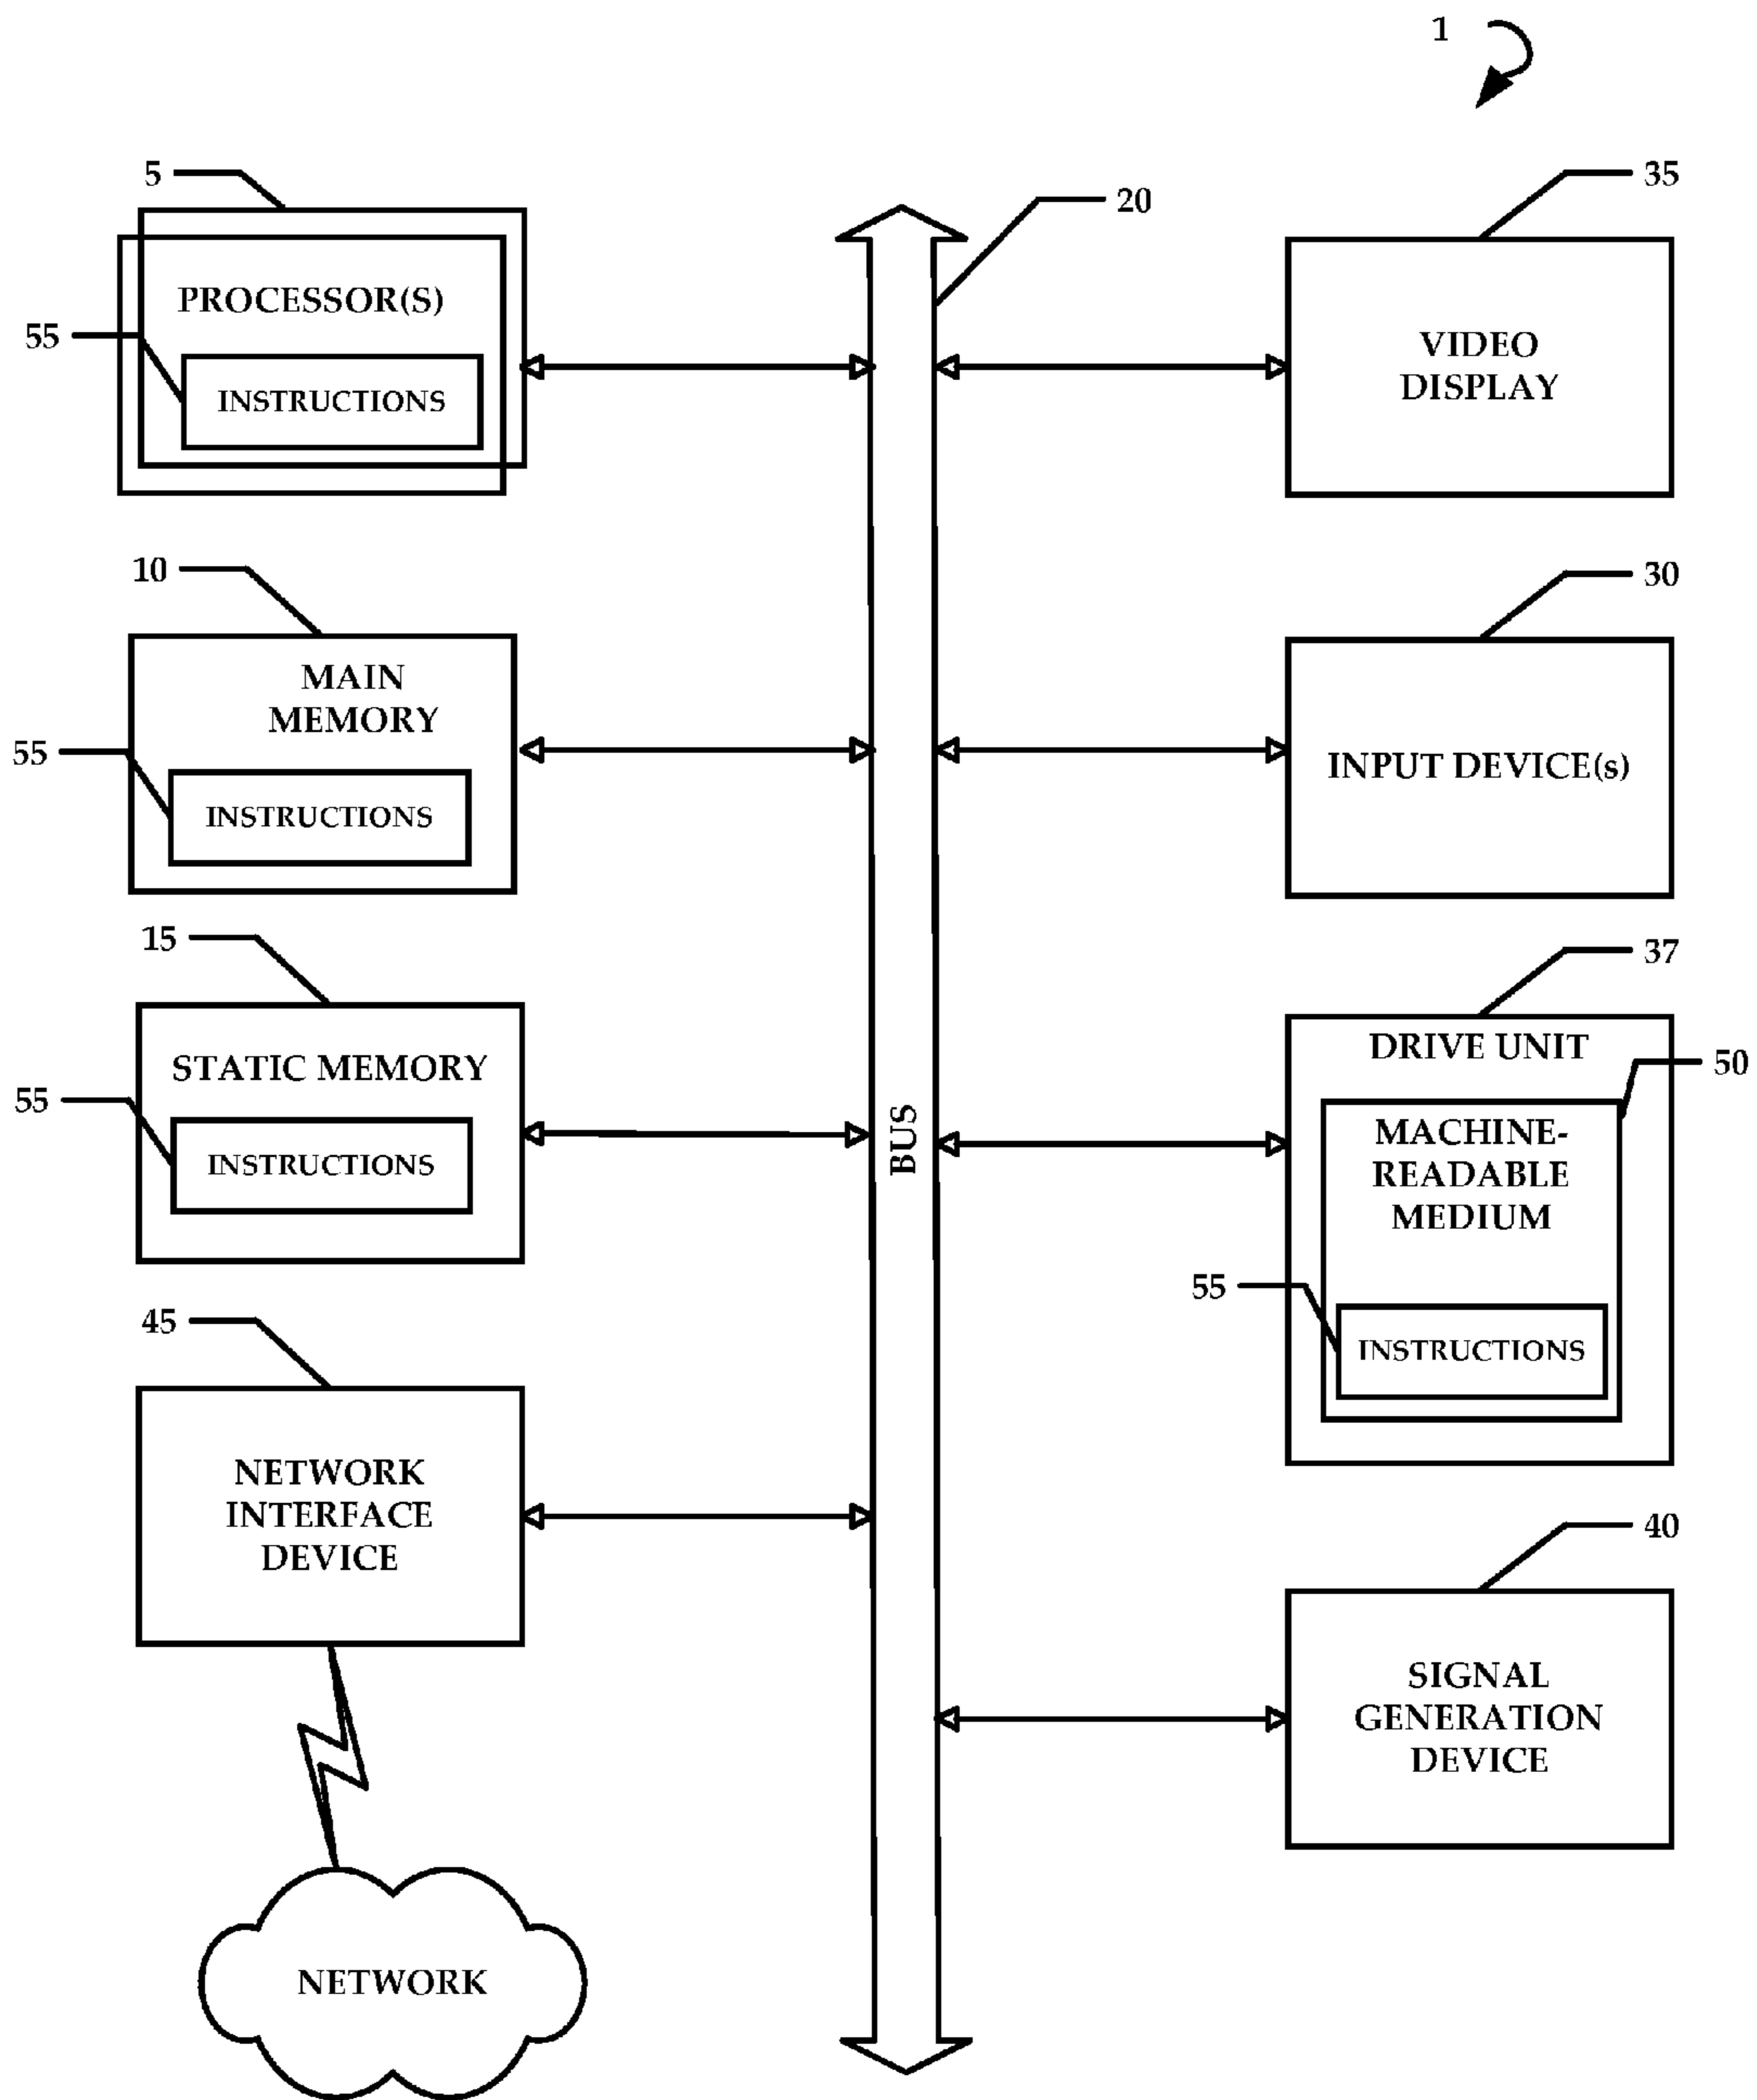 1
5
PROCESSOR(S)
55
INSTRUCTIONS
10
MAIN
MEMORY
55
INSTRUCTIONS
15
STATIC MEMORY
55
INSTRUCTIONS
45
NETWORK
INTERFACE
DEVICE
NETWORK
20
BUS
35
VIDEO
DISPLAY
30
INPUT DEVICE(s)
37
DRIVE UNIT
50
MACHINE-
READABLE
MEDIUM
55
INSTRUCTIONS
40
SIGNAL
GENERATION
DEVICE